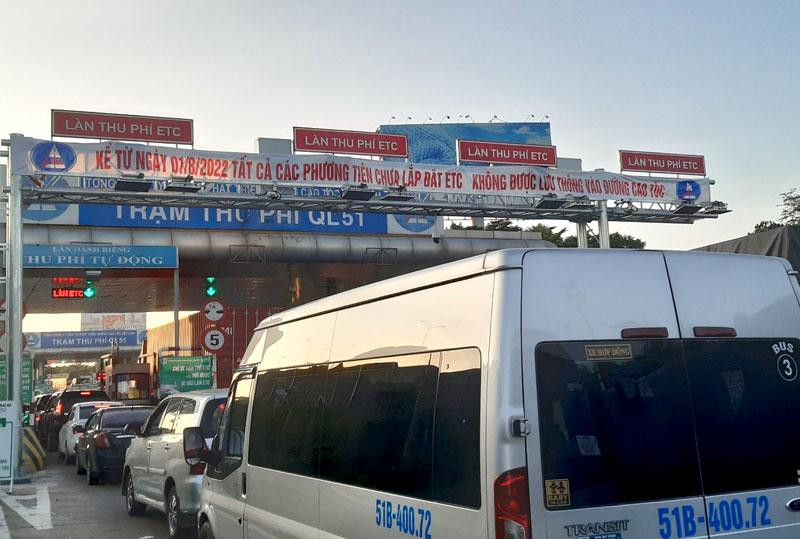 LÀN THU PHÍ ETC
LÀN THU PHÍ ETC
LÀN THU PHÍ ETC
LÀN THU PHÍ ETC
KỂ TỪ NGÀY 01/8/2022 TẤT CẢ CÁC PHƯƠNG TIỆN CHƯA LẮP ĐẶT ETC KHÔNG ĐƯỢC LƯU THÔNG VÀO ĐƯỜNG CAO TỐC
TRẠM THU PHÍ QL51
LÀN DÀNH RIÊNG
THU PHÍ TỰ ĐỘNG
LÀN ETC
5
TRẠM THU PHÍ QL51
XE HỢP ĐỒNG
BUS
3
BABY
TRANSIT
51B-400.72
51B-400.72